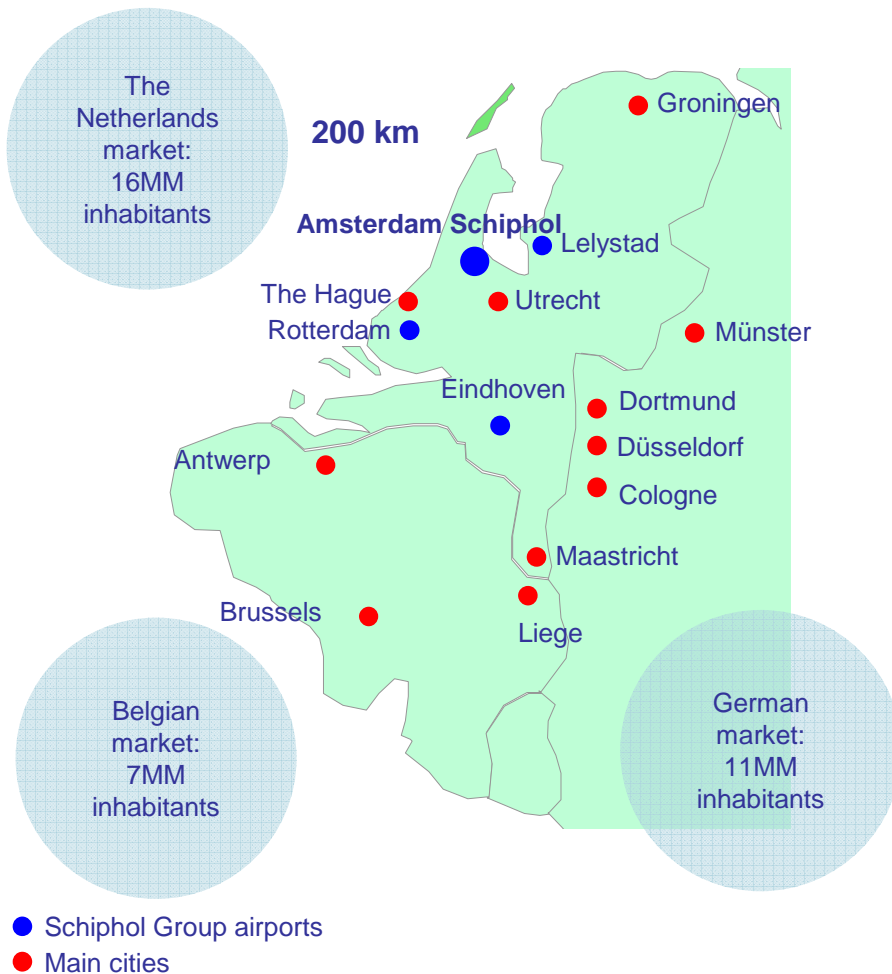 The
Netherlands
market:
16MM
inhabitants
200 km
Groningen
Amsterdam Schiphol
Lelystad
The Hague
Utrecht
Rotterdam
Münster
Eindhoven
Dortmund
Düsseldorf
Antwerp
Cologne
Maastricht
Brussels
Liege
Belgian
market:
7MM
inhabitants
German
market:
11MM
inhabitants
Schiphol Group airports
Main cities